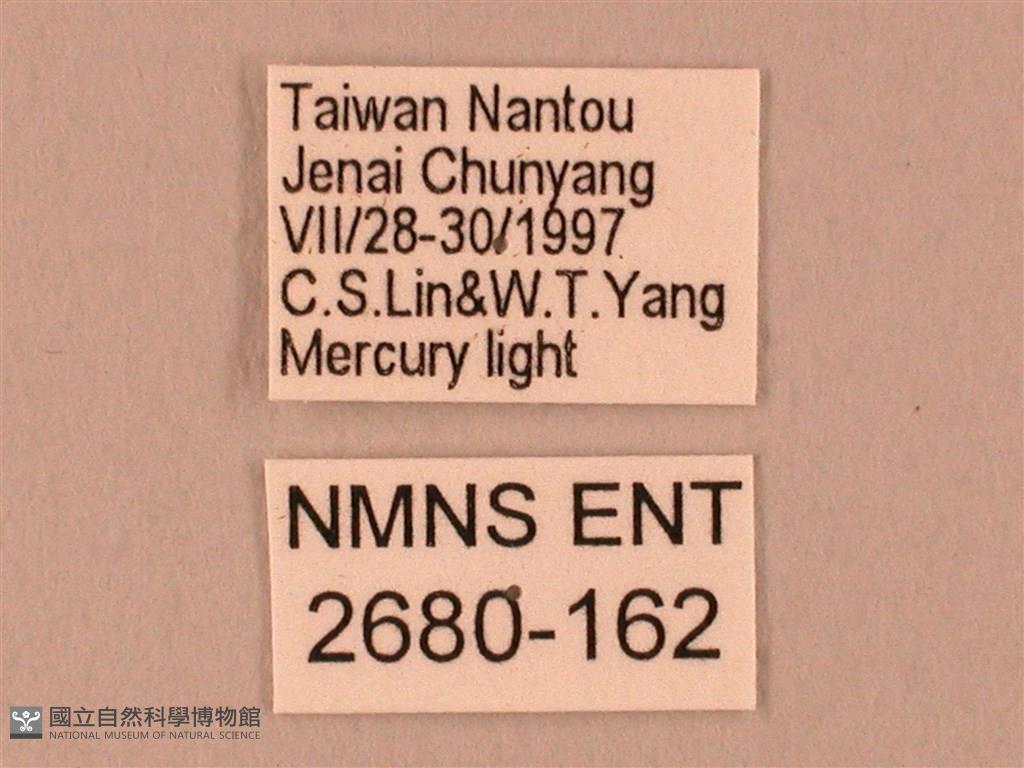 Taiwan Nantou
Jenai Chunyang
VII/28-30/1997
C.S.Lin&W.T.Yang
Mercury light
NMNS ENT
2680-162
國立自然科學博物館
NATIONAL MUSEUM OF NATURAL SCIENCE